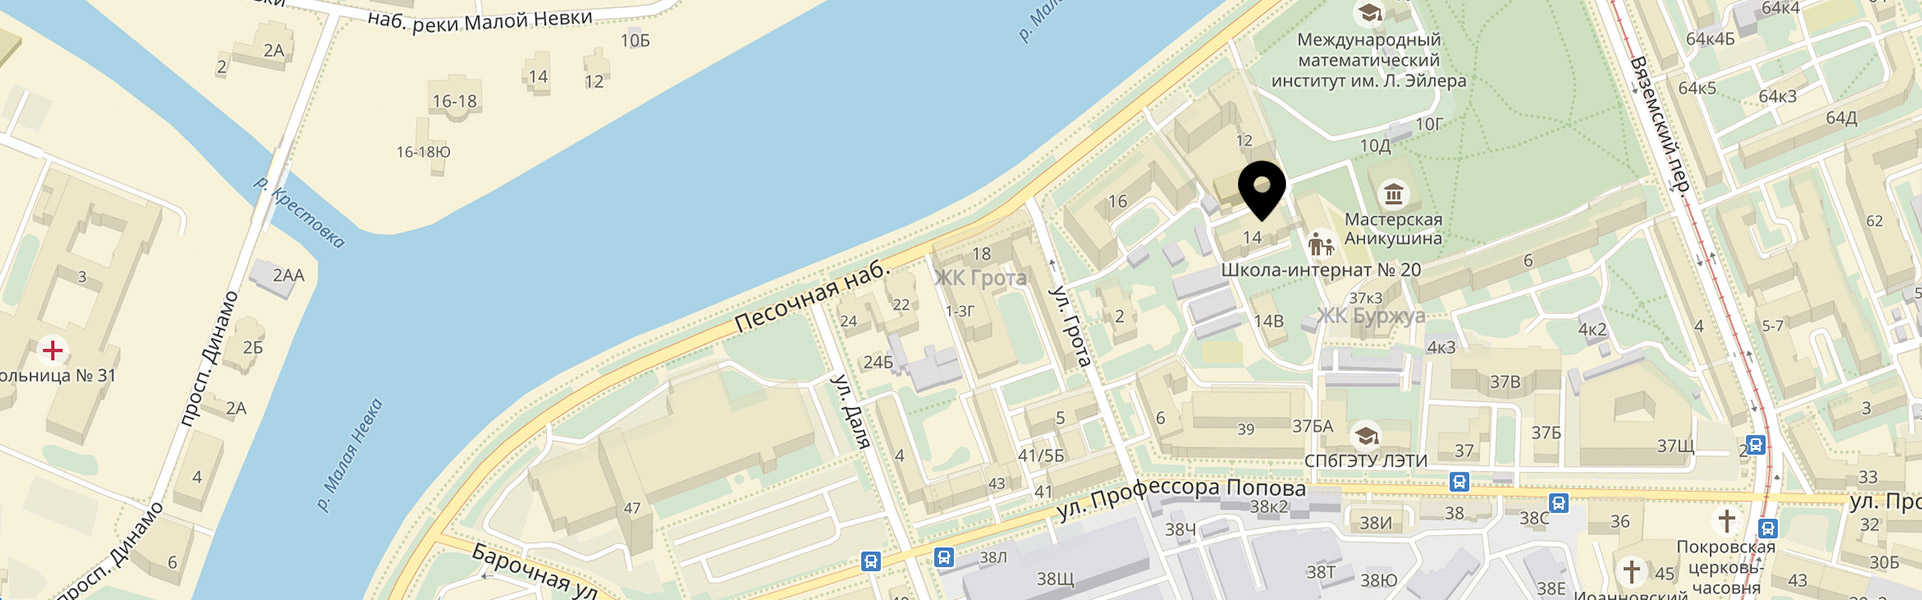 наб. реки Малой Невки
2А
2
10Б
14
12
16-18
16-18Ю
р. Крестовка
3
2АА
2Б
2А
4
6
просп. Динамо
просп. Динамо
ольница № 31
р. Малая Невка
Песочная наб.
Международный
математический
институт им. Л. Эйлера
10Г
10Д
12
14
16
18
ЖК Грота
1-3Г
22
24
24Б
ул. Даля
ул. Грота
2
Мастерская
Аникушина
Школа-интернат № 20
37к3
ЖК Буржуа
14В
6
4к2
4к3
4
Вяземский пер.
64к4
64к4Б
64к5
64к3
64Д
62
5-7
3
37В
37Б
37Щ
37
37БА
СПбГЭТУ ЛЭТИ
39
6
5
41/5Б
41
43
4
47
ул. Профессора Попова
Барочная ул.
38Л
38Щ
38Ч
38к2
38И
38
38С
38Т
38Ю
38Е
36
33
ул. Про
32
30Б
43
45
Покровская
церковь-
часовня
Иоанновский